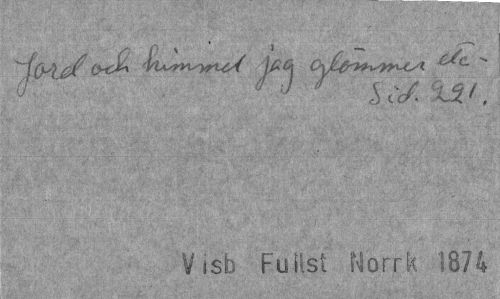 Jord och himmel jag glömmer etc-
Sid. 221.
Visb Fullst Norrk 1874